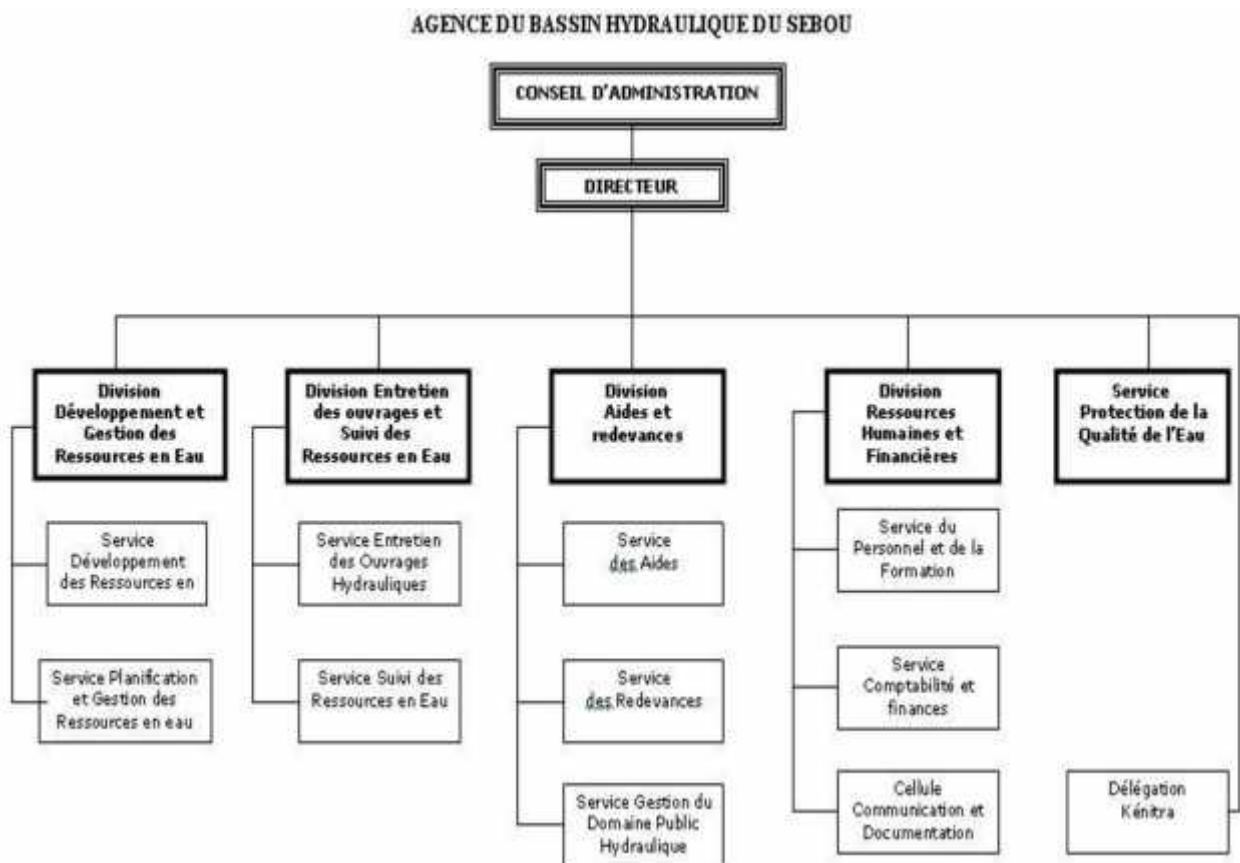 AGENCE DU BASSIN HYDRAULIQUE DU SEBOU
CONSEIL D'ADMINISTRATION
DIRECTEUR
Division
Développement et
Gestion des
Ressources en Eau
Division Entretien
des ouvrages et
Suivi des
Ressources en Eau
Division
Aides et
redevances
Division
Ressources
Humaines et
Financières
Service
Protection de la
Qualité de l'Eau
Service
Développement
des Ressources en
Service Entretien
des Ouvrages
Hydrauliques
Service
des Aides
Service du
Personnel et de la
Formation
Service Planification
et Gestion des
Ressources en eau
Service Suivi des
Ressources en Eau
Service
des Redevances
Service
Comptabilité et
finances
Service Gestion du
Domaine Public
Hydraulique
Cellule
Communication et
Documentation
Délégation
Kénitra